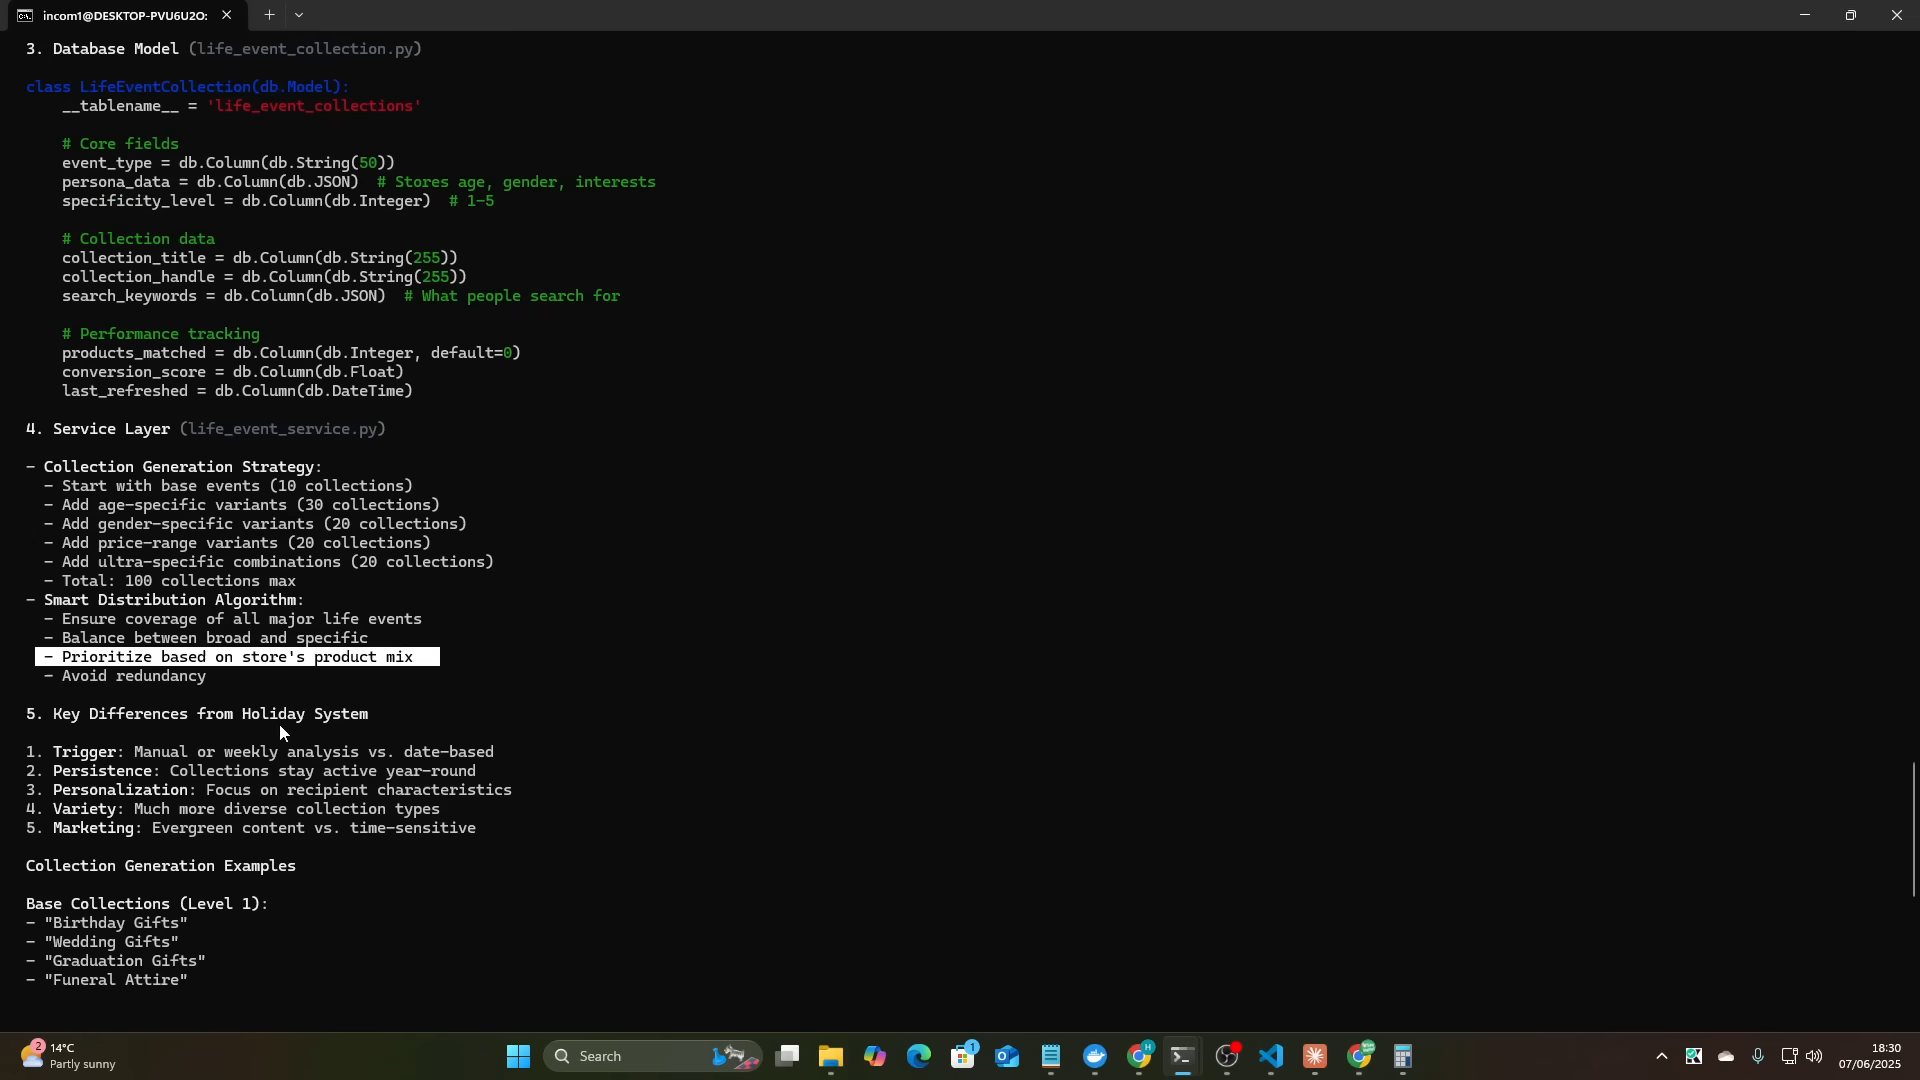 incom1@DESKTOP-PVU6U2O:
3. Database Model (life_event_collection.py)
class LifeEventCollection(db.Model):
__tablename__ = 'life_event_collections'
# Core fields
event_type = db.Column(db.String(50))
persona_data = db.Column(db.JSON)  # Stores age, gender, interests
specificity_level = db.Column(db.Integer)  # 1-5
# Collection data
collection_title = db.Column(db.String(255))
collection_handle = db.Column(db.String(255))
search_keywords = db.Column(db.JSON)  # What people search for
# Performance tracking
products_matched = db.Column(db.Integer, default=0)
conversion_score = db.Column(db.Float)
last_refreshed = db.Column(db.DateTime)
4. Service Layer (life_event_service.py)
- Collection Generation Strategy:
- Start with base events (10 collections)
- Add age-specific variants (30 collections)
- Add gender-specific variants (20 collections)
- Add price-range variants (20 collections)
- Add ultra-specific combinations (20 collections)
- Total: 100 collections max
- Smart Distribution Algorithm:
- Ensure coverage of all major life events
- Balance between broad and specific
- Prioritize based on store's product mix
- Avoid redundancy
5. Key Differences from Holiday System
1. Trigger: Manual or weekly analysis vs. date-based
2. Persistence: Collections stay active year-round
3. Personalization: Focus on recipient characteristics
4. Variety: Much more diverse collection types
5. Marketing: Evergreen content vs. time-sensitive
Collection Generation Examples
Base Collections (Level 1):
- "Birthday Gifts"
- "Wedding Gifts"
- "Graduation Gifts"
- "Funeral Attire"
2
14°C
Partly sunny
Search
1
H
18:30
07/06/2025